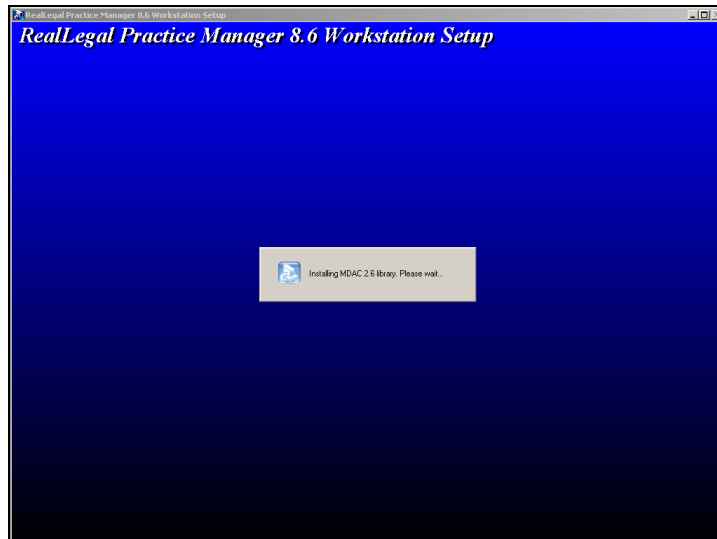 RealLegal Practice Manager 8.6 Workstation Setup
RealLegal Practice Manager 8.6 Workstation Setup
Installing MDAC 2.6 library. Please wait...